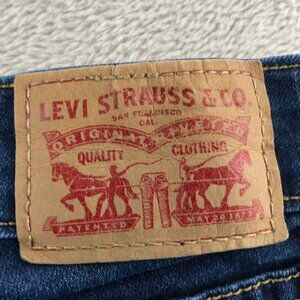 LEVI STRAUSS & CO.
SAN FRANCISCO
CAL.
ORIGINAL RIVETED
QUALITY CLOTHING
PATENTED MAY 20 1873